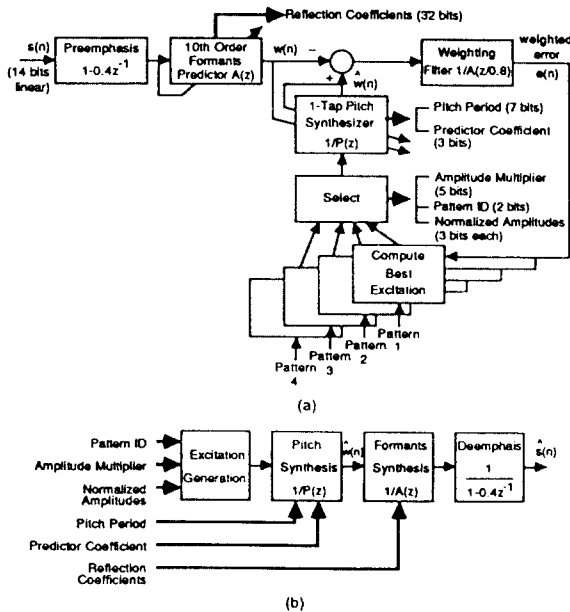 Reflection Coefficients (32 bits)
s(n)
(14 bits
linear)
Preemphasis
1-0.4z⁻¹
10th Order
Formants
Predictor A(z)
w(n)
−
+
ŵ(n)
Weighting
Filter 1/A(z/0.8)
weighted
error
e(n)
1-Tap Pitch
Synthesizer
1/P(z)
Pitch Period (7 bits)
Predictor Coefficient
(3 bits)
Select
Amplitude Multiplier
(5 bits)
Pattern ID (2 bits)
Normalized Amplitudes
(3 bits each)
Compute
Best
Excitation
Pattern
1
Pattern
2
Pattern
3
Pattern
4
(a)
Pattern ID
Amplitude Multiplier
Normalized
Amplitudes
Pitch Period
Predictor Coefficient
Reflection
Coefficients
Excitation
Generation
Pitch
Synthesis
1/P(z)
ŵ(n)
Formants
Synthesis
1/A(z)
Deemphais
1
1-0.4z⁻¹
ŝ(n)
(b)